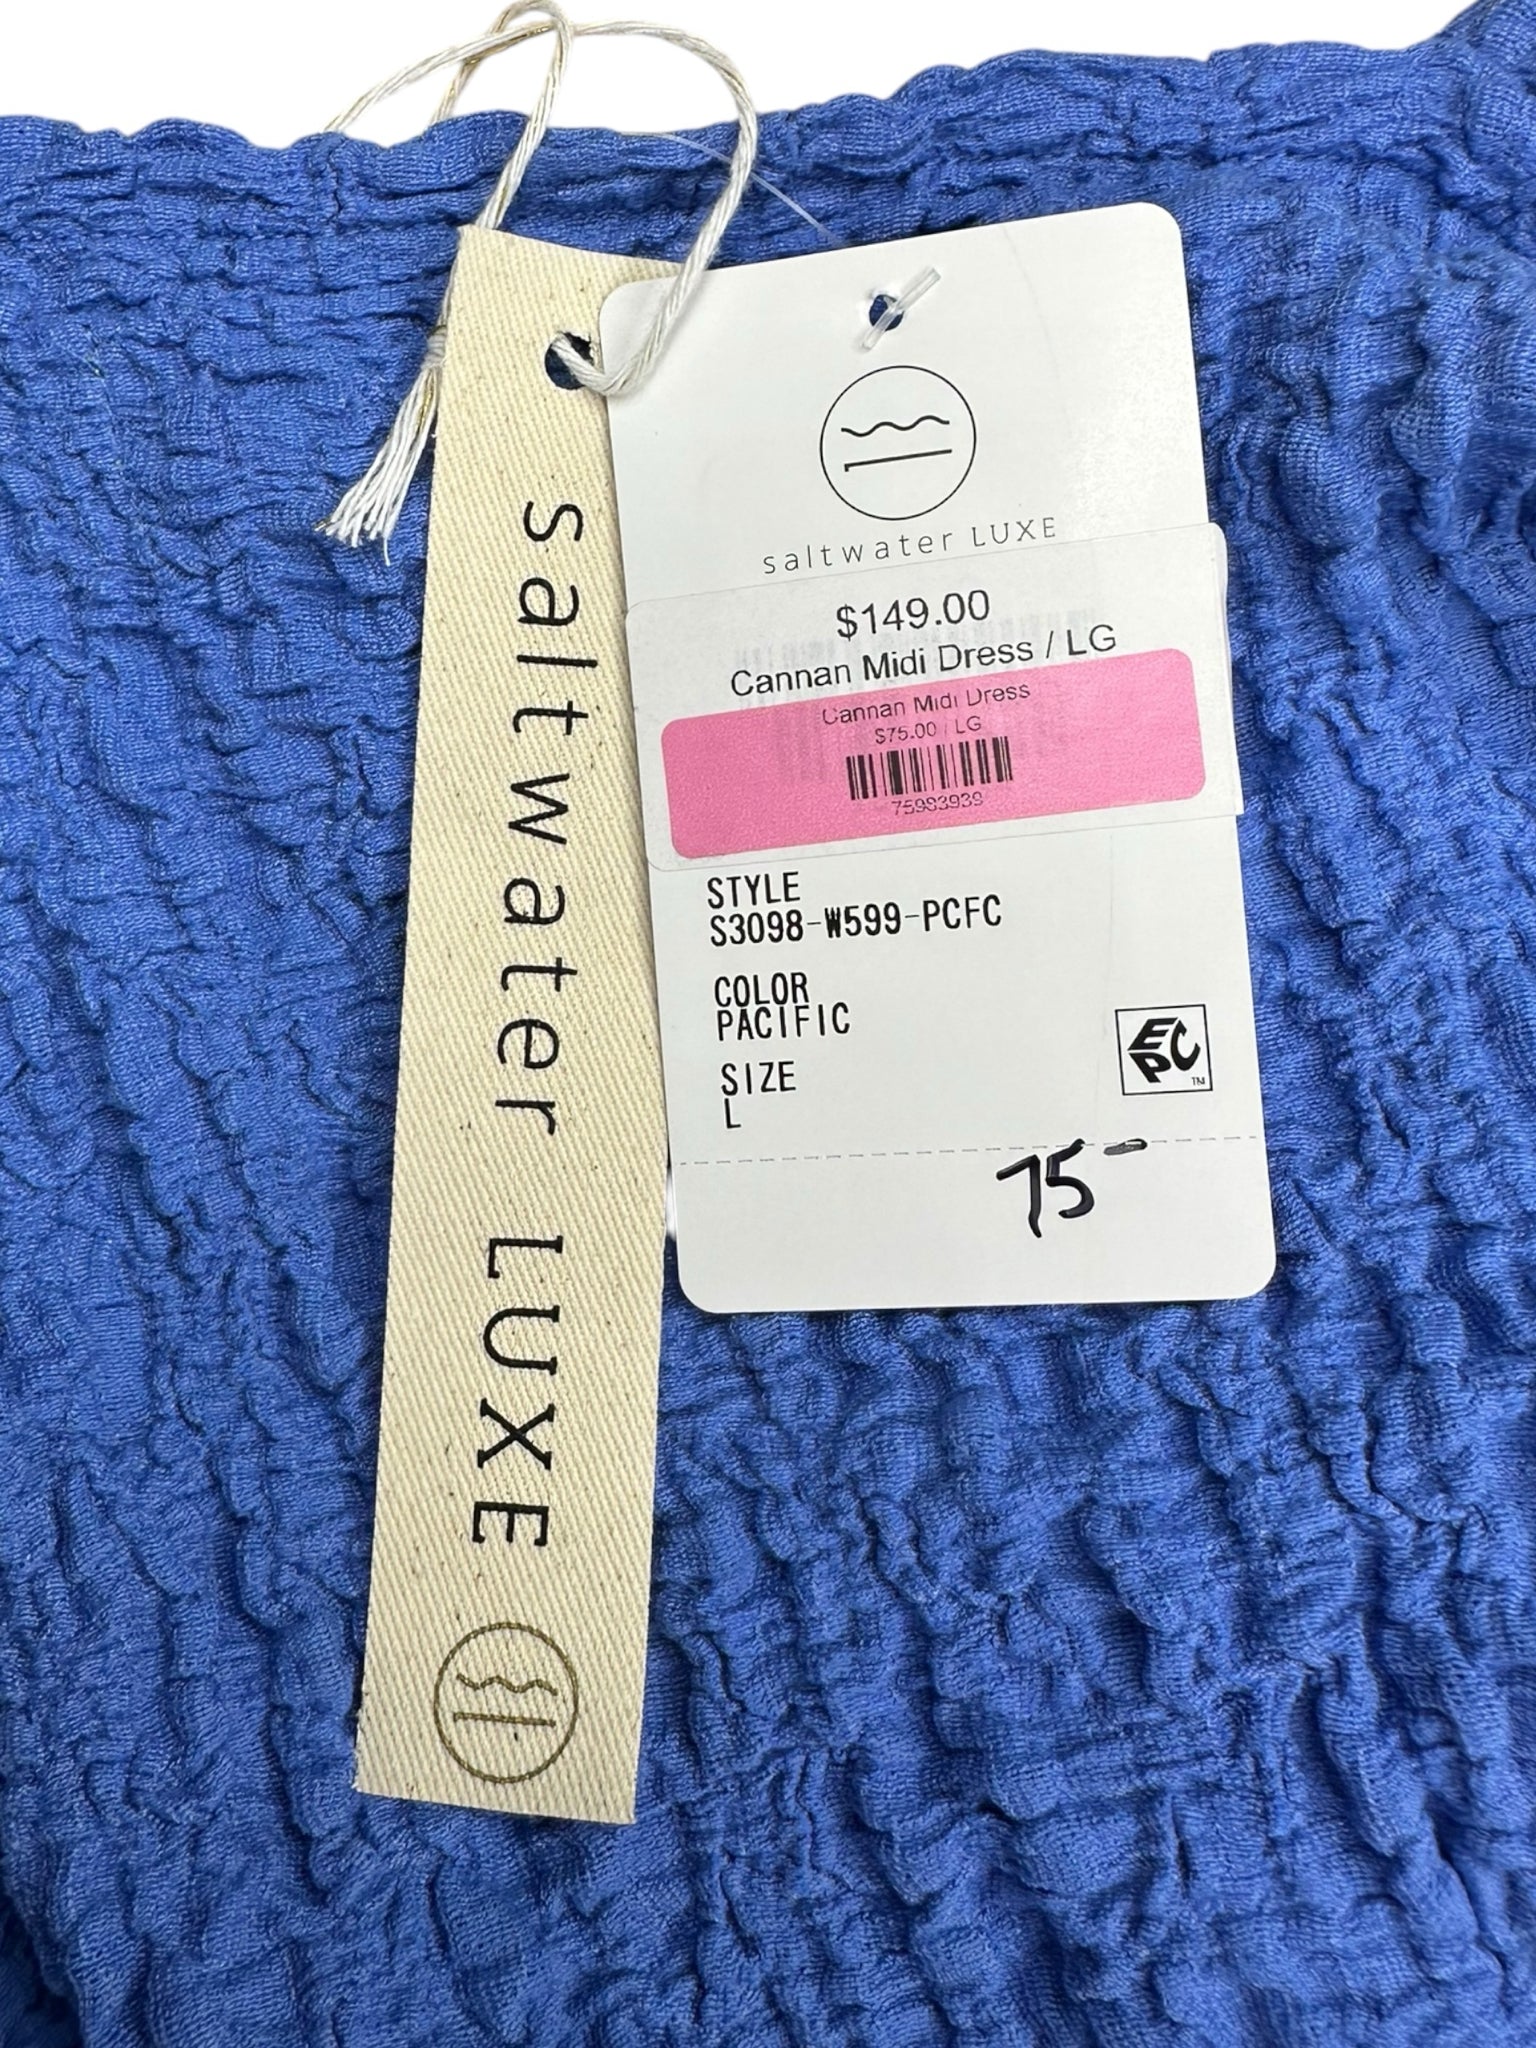 saltwater LUXE
saltwater LUXE
$149.00
Cannan Midi Dress / LG
Cannan Midi Dress
$75.00 / LG
75983939
STYLE
S3098-W599-PCFC
COLOR
PACIFIC
SIZE
L
EPC
TM
75-